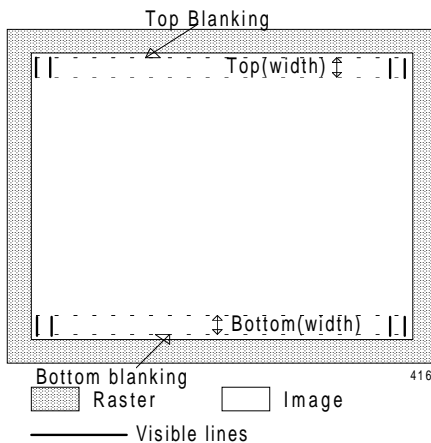 Top Blanking
Top(width)
Bottom(width)
416
Bottom blanking
Raster
Image
Visible lines